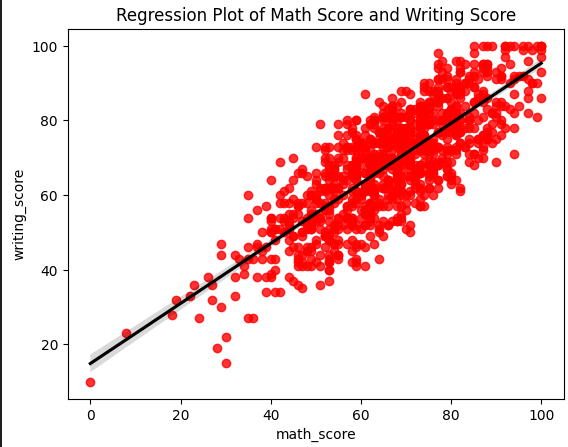 Regression Plot of Math Score and Writing Score
100
80
60
40
20
writing_score
0 20 40 60 80 100
math_score